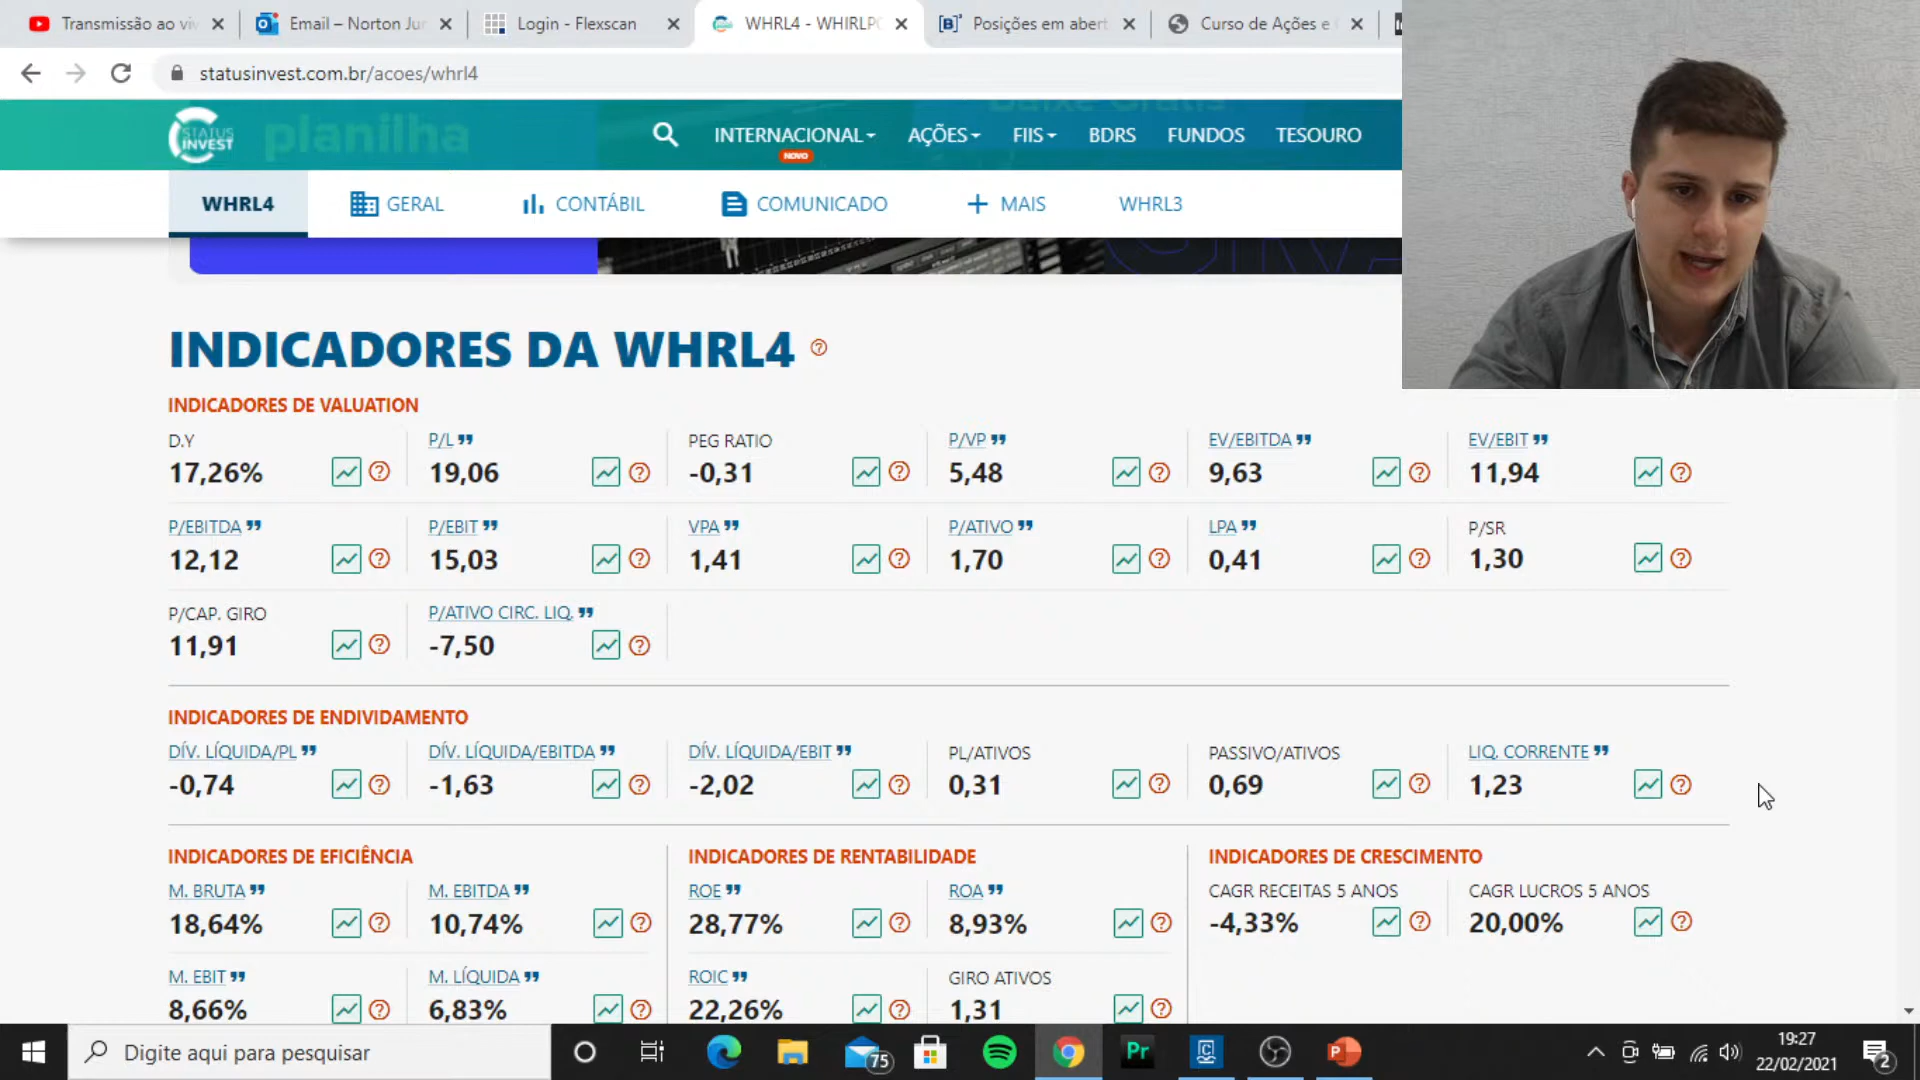 Transmissão ao viv
Email – Norton Jun
Login - Flexscan
WHRL4 - WHIRLPO
Posições em abert
Curso de Ações e
statusinvest.com.br/acoes/whrl4
STATUS INVEST
planilha
Baixe Grátis
INTERNACIONAL
NOVO
AÇÕES
FIIS
BDRS
FUNDOS
TESOURO
WHRL4
GERAL
CONTÁBIL
COMUNICADO
MAIS
WHRL3
INDICADORES DA WHRL4
INDICADORES DE VALUATION
D.Y
P/L
PEG RATIO
P/VP
EV/EBITDA
EV/EBIT
17,26%
19,06
-0,31
5,48
9,63
11,94
P/EBITDA
P/EBIT
VPA
P/ATIVO
LPA
P/SR
12,12
15,03
1,41
1,70
0,41
1,30
P/CAP. GIRO
P/ATIVO CIRC. LIQ.
11,91
-7,50
INDICADORES DE ENDIVIDAMENTO
DÍV. LÍQUIDA/PL
DÍV. LÍQUIDA/EBITDA
DÍV. LÍQUIDA/EBIT
PL/ATIVOS
PASSIVO/ATIVOS
LIQ. CORRENTE
-0,74
-1,63
-2,02
0,31
0,69
1,23
INDICADORES DE EFICIÊNCIA
INDICADORES DE RENTABILIDADE
INDICADORES DE CRESCIMENTO
M. BRUTA
M. EBITDA
ROE
ROA
CAGR RECEITAS 5 ANOS
CAGR LUCROS 5 ANOS
18,64%
10,74%
28,77%
8,93%
-4,33%
20,00%
M. EBIT
M. LÍQUIDA
ROIC
GIRO ATIVOS
8,66%
6,83%
22,26%
1,31
Digite aqui para pesquisar
75
Pr
P
19:27
22/02/2021
2